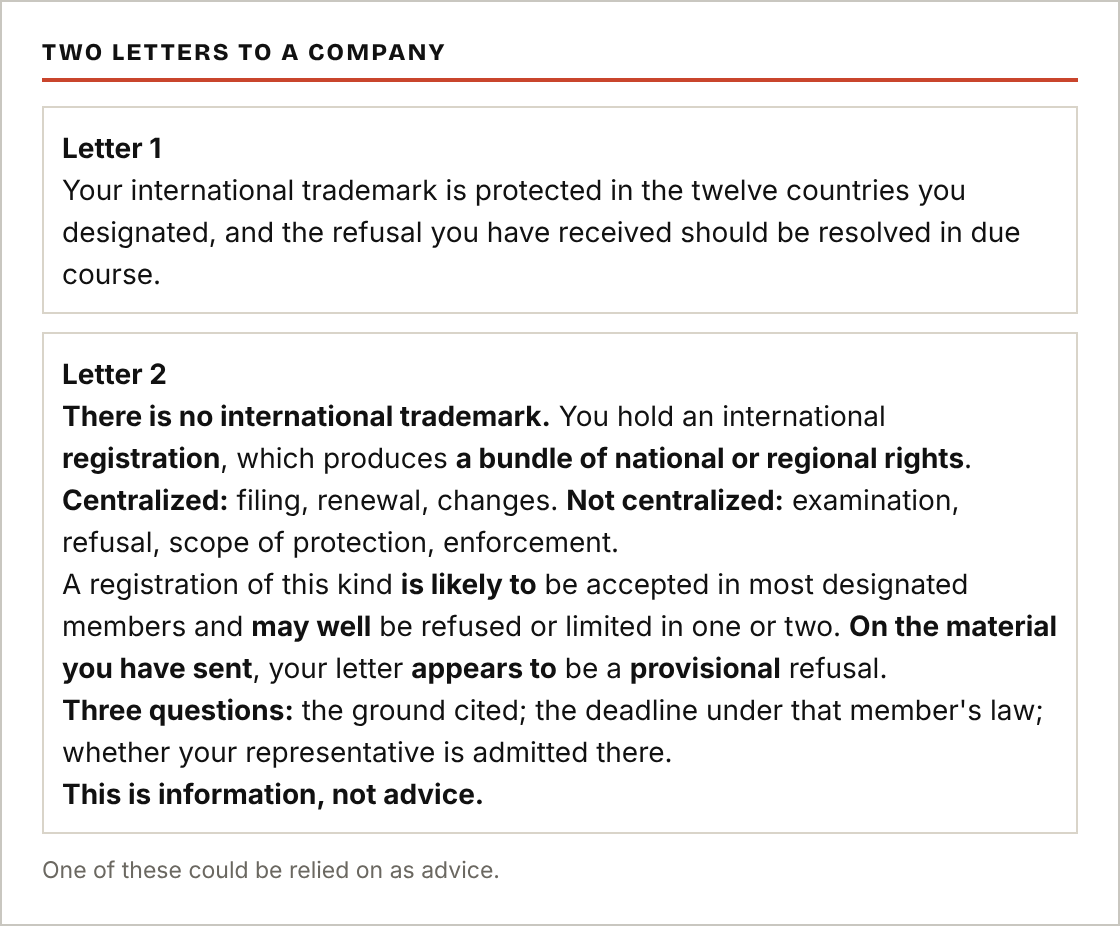 TWO LETTERS TO A COMPANY
Letter 1
Your international trademark is protected in the twelve countries you
designated, and the refusal you have received should be resolved in due
course.
Letter 2
There is no international trademark. You hold an international
registration, which produces a bundle of national or regional rights.
Centralized: filing, renewal, changes. Not centralized: examination,
refusal, scope of protection, enforcement.
A registration of this kind is likely to be accepted in most designated
members and may well be refused or limited in one or two. On the material
you have sent, your letter appears to be a provisional refusal.
Three questions: the ground cited; the deadline under that member's law;
whether your representative is admitted there.
This is information, not advice.
One of these could be relied on as advice.